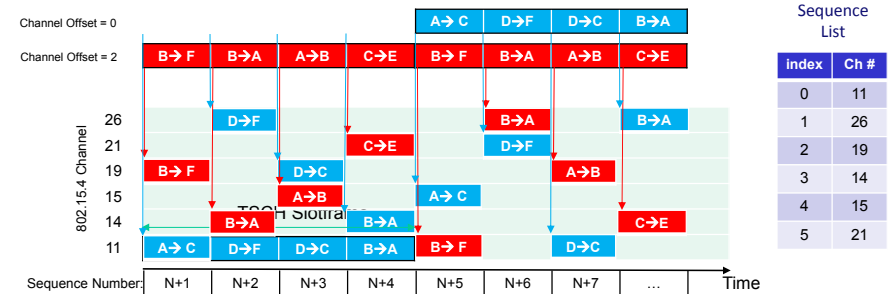 Channel Offset = 0
A→ C D→F D→C B→A
Channel Offset = 2
B→ F B→A A→B C→E B→ F B→A A→B C→E
802.15.4 Channel
26 D→F B→A B→A
21 C→E D→F
19 B→ F D→C A→B
15 A→B A→ C
TSCH Slotframe
14 B→A B→A C→E
11 A→ C D→F D→C B→A B→ F D→C
Sequence Number: N+1 N+2 N+3 N+4 N+5 N+6 N+7 ... Time
Sequence
List
index Ch #
0 11
1 26
2 19
3 14
4 15
5 21